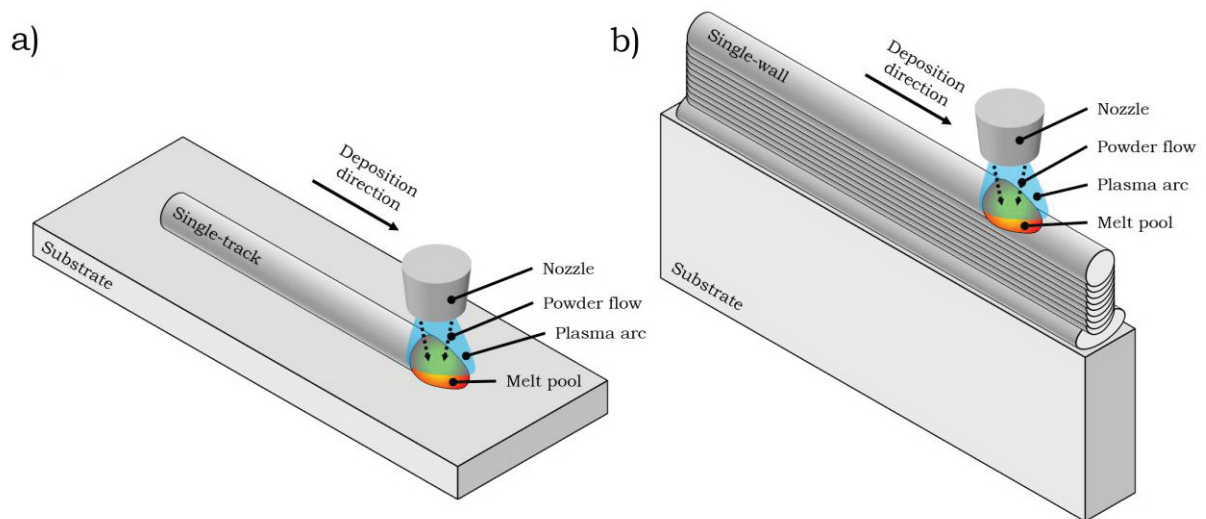 a)
Deposition
direction
Single-track
Substrate
Nozzle
Powder flow
Plasma arc
Melt pool
b)
Single-wall
Deposition
direction
Nozzle
Powder flow
Plasma arc
Melt pool
Substrate